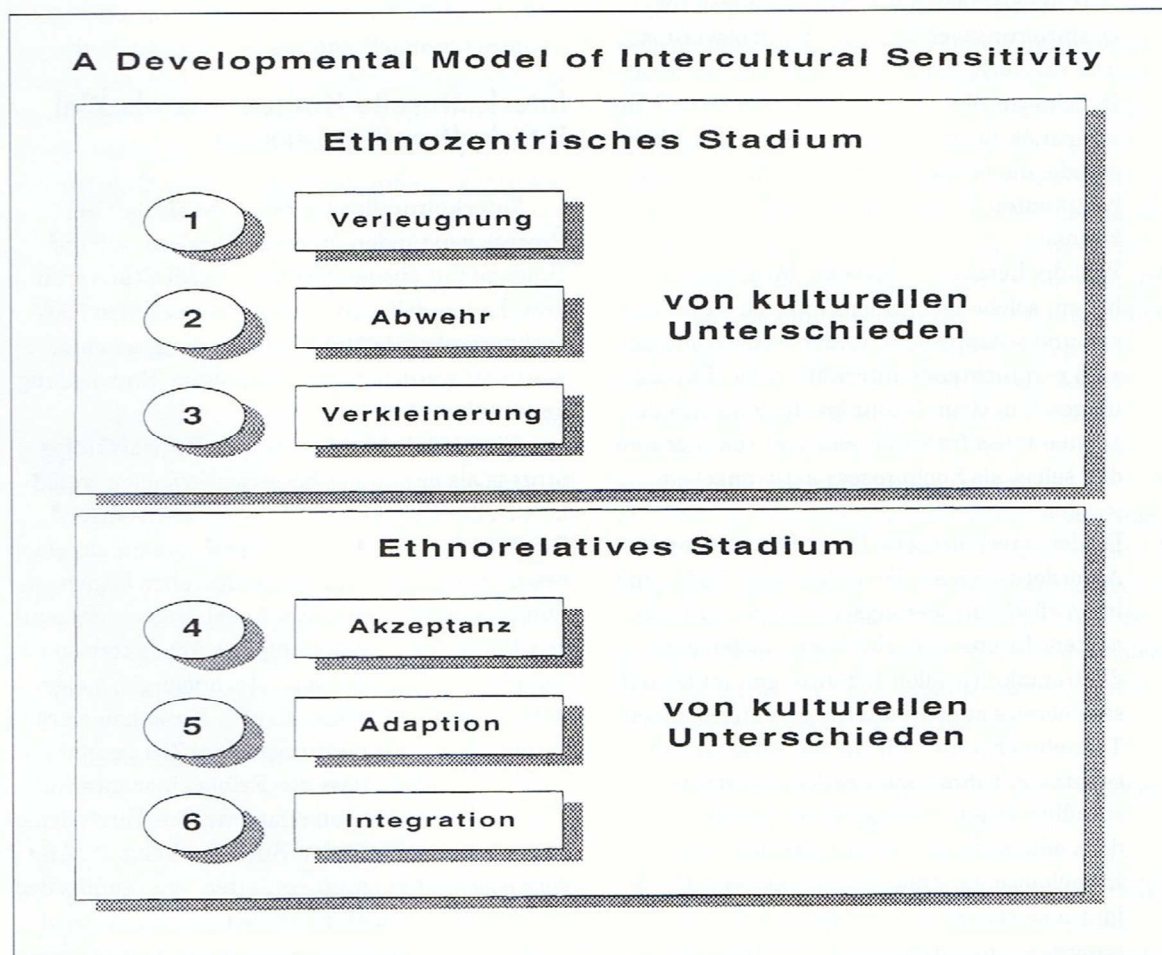 A Developmental Model of Intercultural Sensitivity
Ethnozentrisches Stadium
1 Verleugnung
2 Abwehr
3 Verkleinerung
von kulturellen
Unterschieden
Ethnorelatives Stadium
4 Akzeptanz
5 Adaption
6 Integration
von kulturellen
Unterschieden